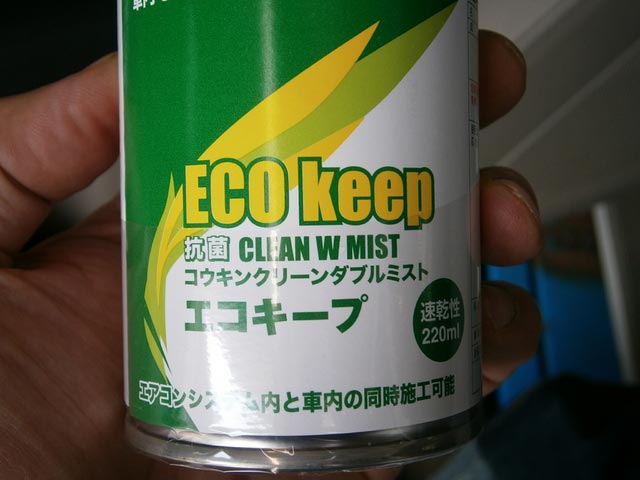 車内
ECO keep
抗菌 CLEAN W MIST
コウキンクリーンダブルミスト
エコキープ
速乾性
220ml
エアコンシステム内と車内の同時施工可能